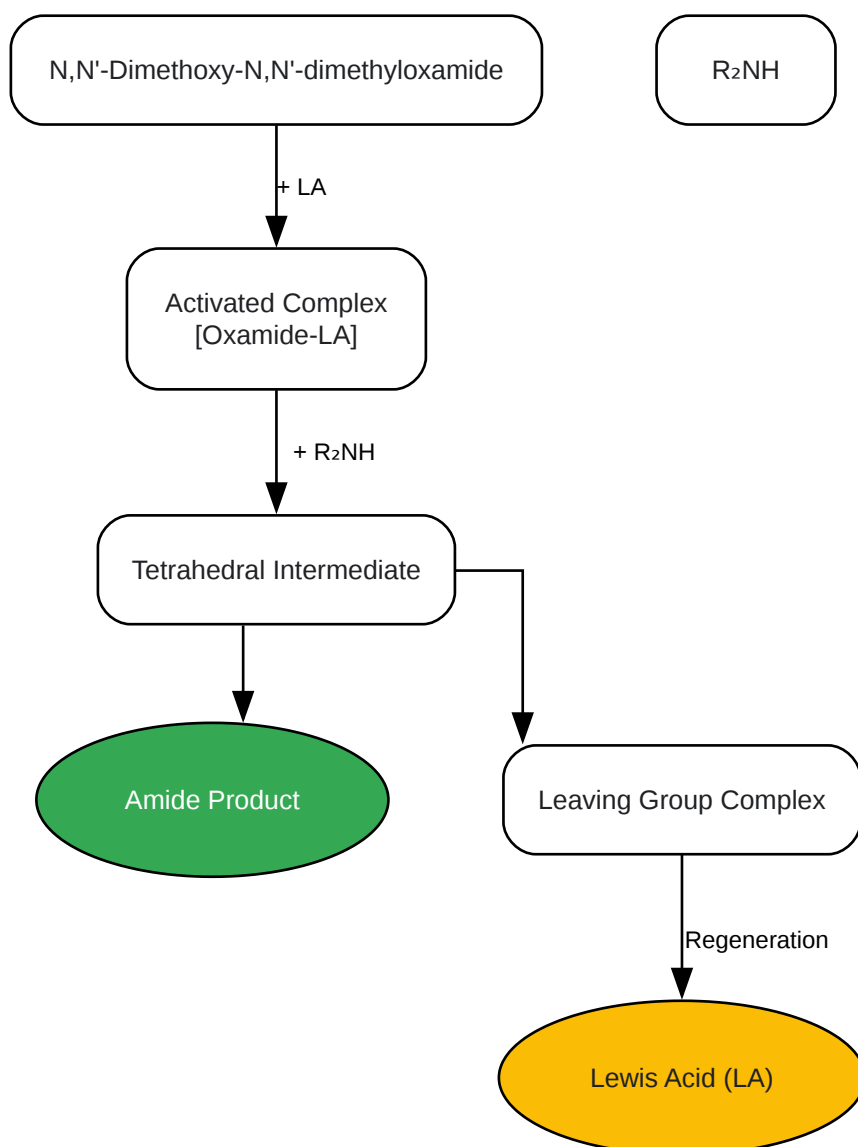 N,N'-Dimethoxy-N,N'-dimethyloxamide
R₂NH
+ LA
Activated Complex
[Oxamide-LA]
+ R₂NH
Tetrahedral Intermediate
Amide Product
Leaving Group Complex
Regeneration
Lewis Acid (LA)